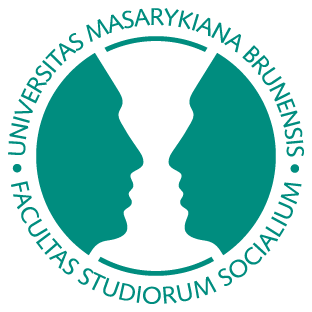 UNIVERSITAS MASARYKIANA BRUNENSIS
• FACULTAS STUDIORUM SOCIALIUM •